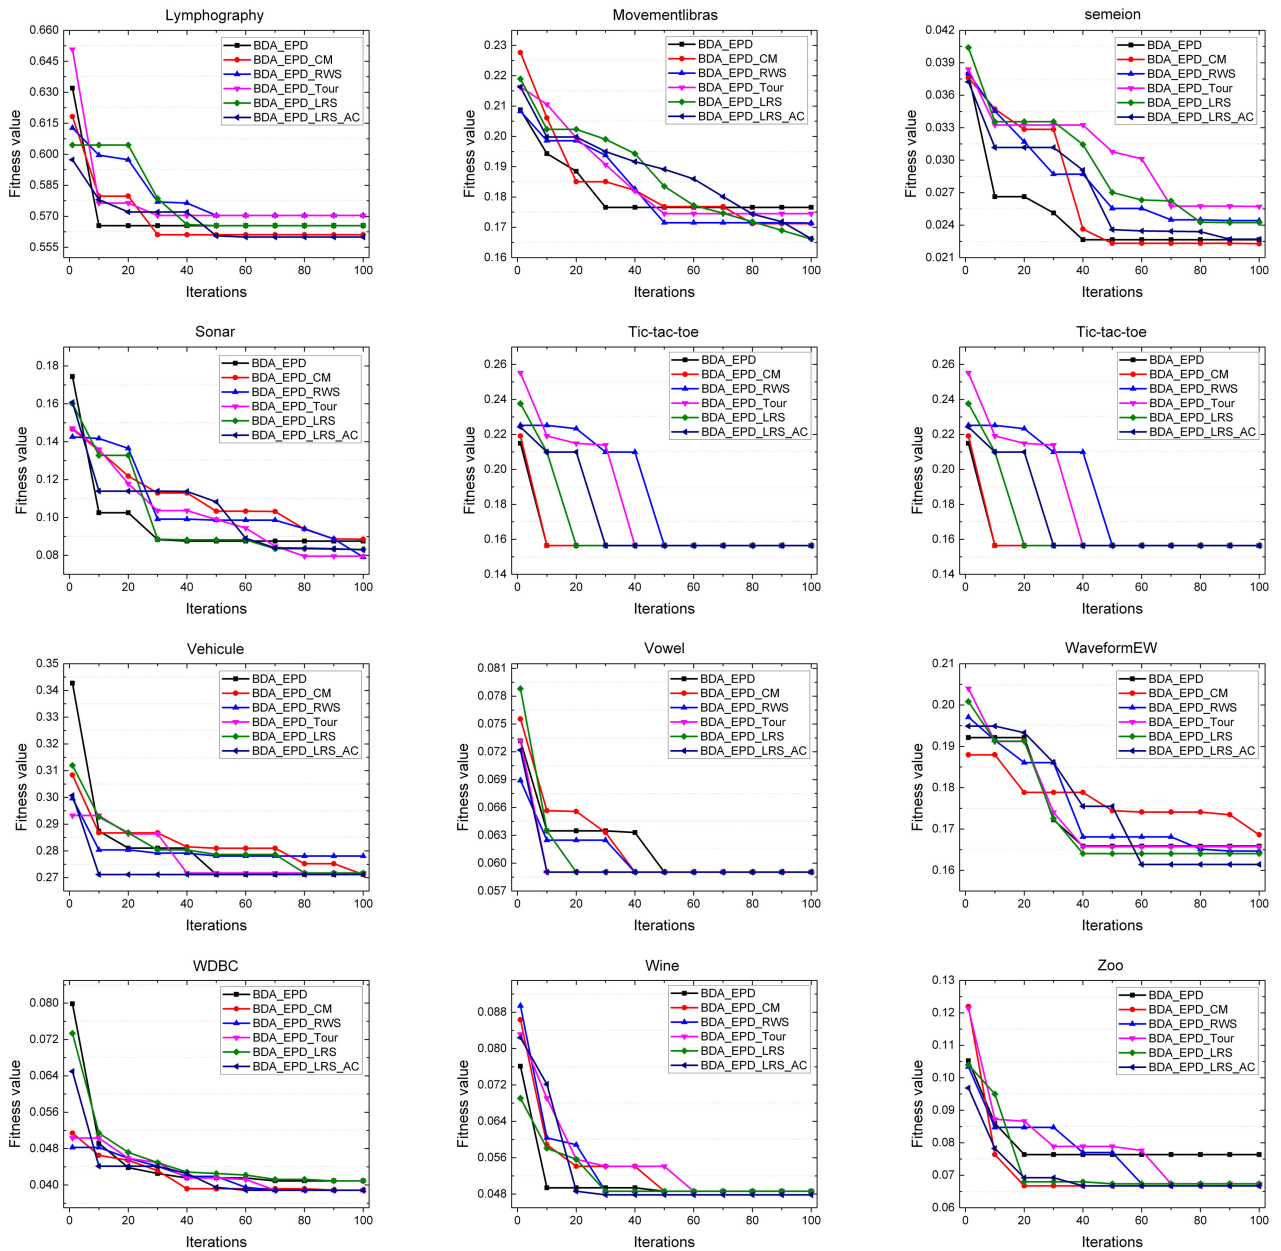 Lymphography
0.660
0.645
0.630
0.615
0.600
0.585
0.570
0.555
Fitness value
BDA_EPD
BDA_EPD_CM
BDA_EPD_RWS
BDA_EPD_Tour
BDA_EPD_LRS
BDA_EPD_LRS_AC
0 20 40 60 80 100
Iterations
Movementlibras
0.23
0.22
0.21
0.20
0.19
0.18
0.17
0.16
Fitness value
BDA_EPD
BDA_EPD_CM
BDA_EPD_RWS
BDA_EPD_Tour
BDA_EPD_LRS
BDA_EPD_LRS_AC
0 20 40 60 80 100
Iterations
semeion
0.042
0.039
0.036
0.033
0.030
0.027
0.024
0.021
Fitness value
BDA_EPD
BDA_EPD_CM
BDA_EPD_RWS
BDA_EPD_Tour
BDA_EPD_LRS
BDA_EPD_LRS_AC
0 20 40 60 80 100
Iterations
Sonar
0.18
0.16
0.14
0.12
0.10
0.08
Fitness value
BDA_EPD
BDA_EPD_CM
BDA_EPD_RWS
BDA_EPD_Tour
BDA_EPD_LRS
BDA_EPD_LRS_AC
0 20 40 60 80 100
Iterations
Tic-tac-toe
0.26
0.24
0.22
0.20
0.18
0.16
0.14
Fitness value
BDA_EPD
BDA_EPD_CM
BDA_EPD_RWS
BDA_EPD_Tour
BDA_EPD_LRS
BDA_EPD_LRS_AC
0 20 40 60 80 100
Iterations
Tic-tac-toe
0.26
0.24
0.22
0.20
0.18
0.16
0.14
Fitness value
BDA_EPD
BDA_EPD_CM
BDA_EPD_RWS
BDA_EPD_Tour
BDA_EPD_LRS
BDA_EPD_LRS_AC
0 20 40 60 80 100
Iterations
Vehicule
0.35
0.34
0.33
0.32
0.31
0.30
0.29
0.28
0.27
Fitness value
BDA_EPD
BDA_EPD_CM
BDA_EPD_RWS
BDA_EPD_Tour
BDA_EPD_LRS
BDA_EPD_LRS_AC
0 20 40 60 80 100
Iterations
Vowel
0.081
0.078
0.075
0.072
0.069
0.066
0.063
0.060
0.057
Fitness value
BDA_EPD
BDA_EPD_CM
BDA_EPD_RWS
BDA_EPD_Tour
BDA_EPD_LRS
BDA_EPD_LRS_AC
0 20 40 60 80 100
Iterations
WaveformEW
0.21
0.20
0.19
0.18
0.17
0.16
Fitness value
BDA_EPD
BDA_EPD_CM
BDA_EPD_RWS
BDA_EPD_Tour
BDA_EPD_LRS
BDA_EPD_LRS_AC
0 20 40 60 80 100
Iterations
WDBC
0.080
0.072
0.064
0.056
0.048
0.040
Fitness value
BDA_EPD
BDA_EPD_CM
BDA_EPD_RWS
BDA_EPD_Tour
BDA_EPD_LRS
BDA_EPD_LRS_AC
0 20 40 60 80 100
Iterations
Wine
0.088
0.080
0.072
0.064
0.056
0.048
Fitness value
BDA_EPD
BDA_EPD_CM
BDA_EPD_RWS
BDA_EPD_Tour
BDA_EPD_LRS
BDA_EPD_LRS_AC
0 20 40 60 80 100
Iterations
Zoo
0.13
0.12
0.11
0.10
0.09
0.08
0.07
0.06
Fitness value
BDA_EPD
BDA_EPD_CM
BDA_EPD_RWS
BDA_EPD_Tour
BDA_EPD_LRS
BDA_EPD_LRS_AC
0 20 40 60 80 100
Iterations